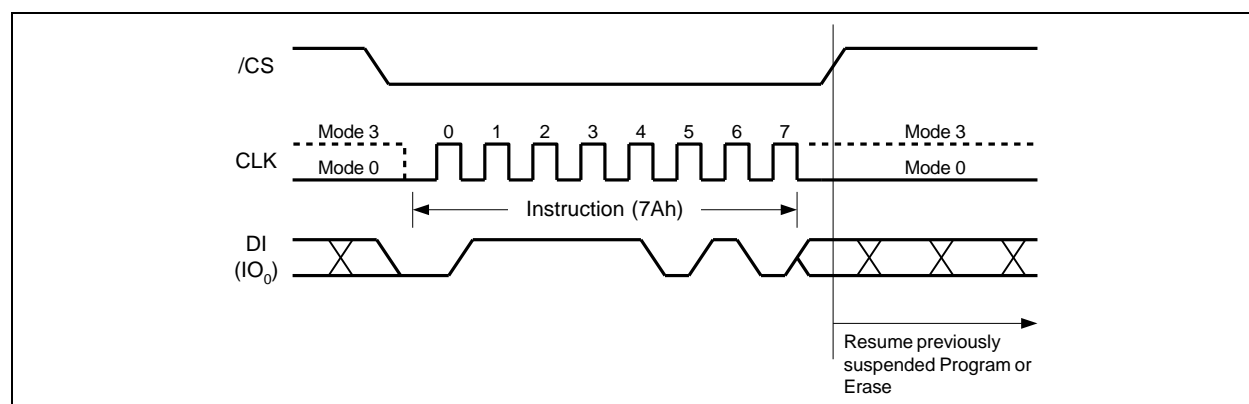 /CS
Mode 3
0 1 2 3 4 5 6 7
Mode 3
CLK
Mode 0
Mode 0
Instruction (7Ah)
DI
(IO₀)
Resume previously
suspended Program or
Erase